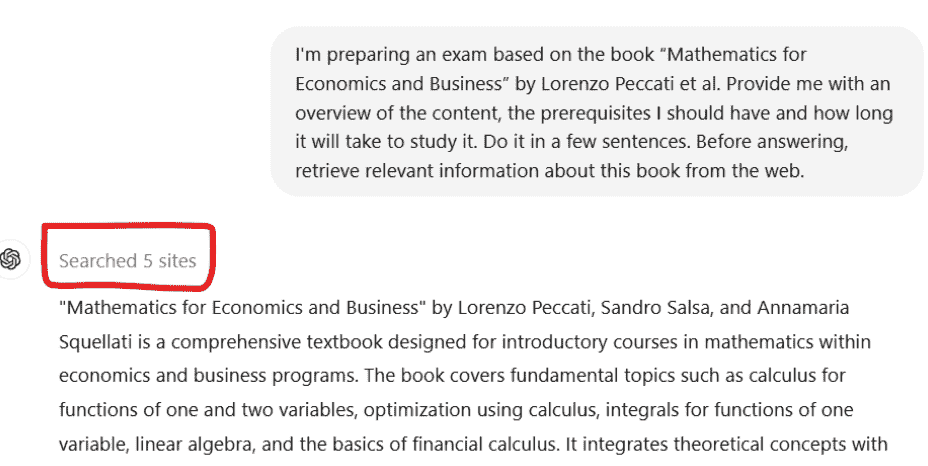 I'm preparing an exam based on the book “Mathematics for
Economics and Business” by Lorenzo Peccati et al. Provide me with an
overview of the content, the prerequisites I should have and how long
it will take to study it. Do it in a few sentences. Before answering,
retrieve relevant information about this book from the web.
Searched 5 sites
"Mathematics for Economics and Business" by Lorenzo Peccati, Sandro Salsa, and Annamaria
Squellati is a comprehensive textbook designed for introductory courses in mathematics within
economics and business programs. The book covers fundamental topics such as calculus for
functions of one and two variables, optimization using calculus, integrals for functions of one
variable, linear algebra, and the basics of financial calculus. It integrates theoretical concepts with